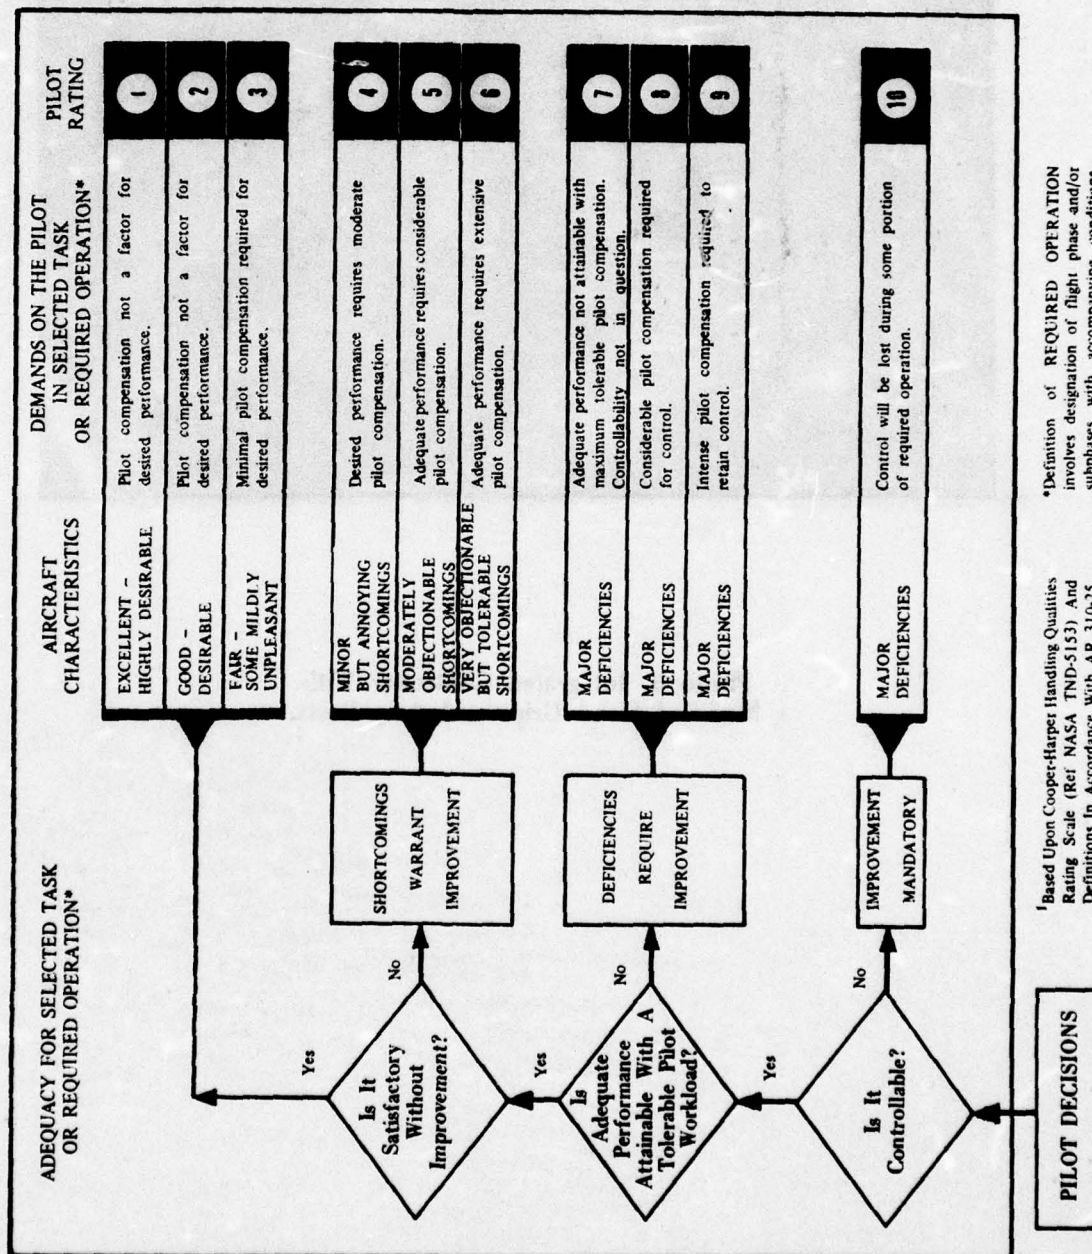 ADEQUACY FOR SELECTED TASK
OR REQUIRED OPERATION*
AIRCRAFT
CHARACTERISTICS
DEMANDS ON THE PILOT
IN SELECTED TASK
OR REQUIRED OPERATION*
PILOT
RATING
EXCELLENT -
HIGHLY DESIRABLE
Pilot compensation not a factor for
desired performance.
1
GOOD -
DESIRABLE
Pilot compensation not a factor for
desired performance.
2
FAIR -
SOME MILDLY
UNPLEASANT
Minimal pilot compensation required for
desired performance.
3
Yes
Is It
Satisfactory
Without
Improvement?
No
SHORTCOMINGS
WARRANT
IMPROVEMENT
MINOR
BUT ANNOYING
SHORTCOMINGS
Desired performance requires moderate
pilot compensation.
4
MODERATELY
OBJECTIONABLE
SHORTCOMINGS
Adequate performance requires considerable
pilot compensation.
5
VERY OBJECTIONABLE
BUT TOLERABLE
SHORTCOMINGS
Adequate performance requires extensive
pilot compensation.
6
Yes
Is
Adequate
Performance
Attainable With A
Tolerable Pilot
Workload?
No
DEFICIENCIES
REQUIRE
IMPROVEMENT
MAJOR
DEFICIENCIES
Adequate performance not attainable with
maximum tolerable pilot compensation.
Controllability not in question.
7
MAJOR
DEFICIENCIES
Considerable pilot compensation required
for control.
8
MAJOR
DEFICIENCIES
Intense pilot compensation required to
retain control.
9
Yes
Is It
Controllable?
No
IMPROVEMENT
MANDATORY
MAJOR
DEFICIENCIES
Control will be lost during some portion
of required operation.
10
PILOT DECISIONS
1Based Upon Cooper-Harper Handling Qualities
Rating Scale (Ref NASA TND-5153) And
Definitions In Accordance With AR 310-25
*Definition of REQUIRED OPERATION
involves designation of flight phase and/or
subphases with accompanying conditions